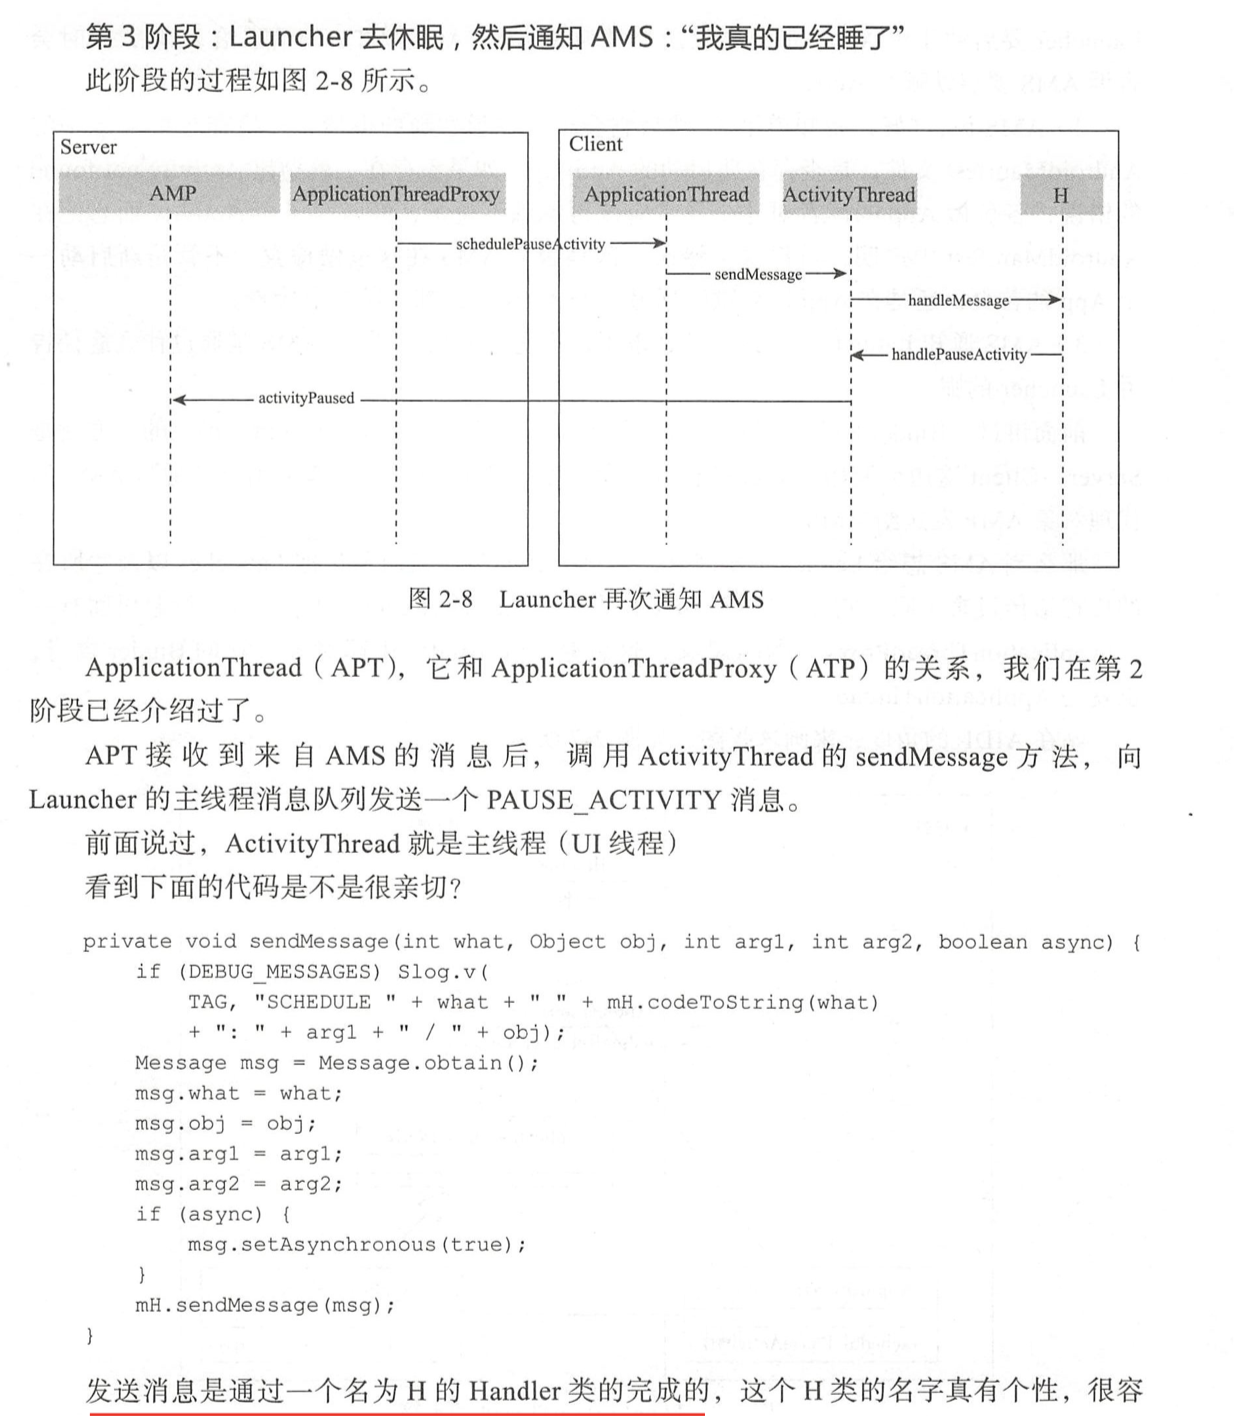 第 3 阶段：Launcher 去休眠，然后通知 AMS：“我真的已经睡了”
此阶段的过程如图 2-8 所示。
Server
Client
AMP
ApplicationThreadProxy
ApplicationThread
ActivityThread
H
schedulePauseActivity
sendMessage
handleMessage
handlePauseActivity
activityPaused
图 2-8 Launcher 再次通知 AMS
ApplicationThread（APT），它和 ApplicationThreadProxy（ATP）的关系，我们在第 2
阶段已经介绍过了。
APT 接收到来自 AMS 的消息后，调用 ActivityThread 的 sendMessage 方法，向
Launcher 的主线程消息队列发送一个 PAUSE_ACTIVITY 消息。
前面说过，ActivityThread 就是主线程（UI 线程）
看到下面的代码是不是很亲切？
private void sendMessage(int what, Object obj, int arg1, int arg2, boolean async) {
if (DEBUG_MESSAGES) Slog.v(
TAG, "SCHEDULE " + what + " " + mH.codeToString(what)
+ ": " + arg1 + " / " + obj);
Message msg = Message.obtain();
msg.what = what;
msg.obj = obj;
msg.arg1 = arg1;
msg.arg2 = arg2;
if (async) {
msg.setAsynchronous(true);
}
mH.sendMessage(msg);
}
发送消息是通过一个名为 H 的 Handler 类的完成的，这个 H 类的名字真有个性，很容